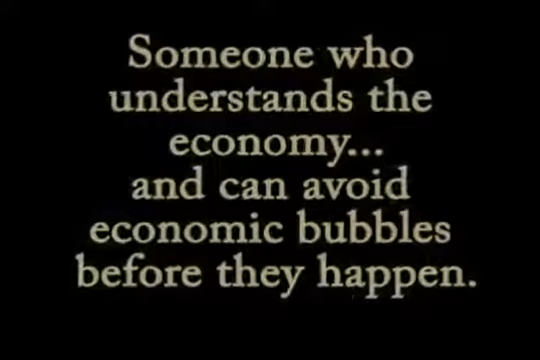 Someone who
understands the
economy...
and can avoid
economic bubbles
before they happen.